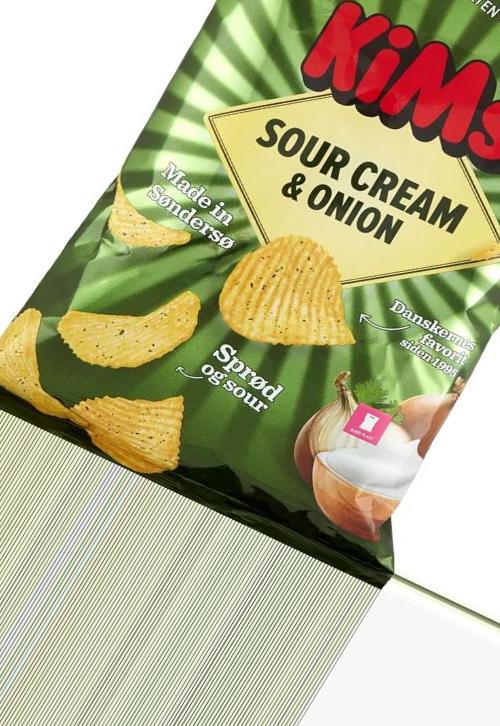 KiMs
SOUR CREAM
& ONION
Made in
Søndersø
Danskernes
favorit
siden 1995
Sprød
og sour